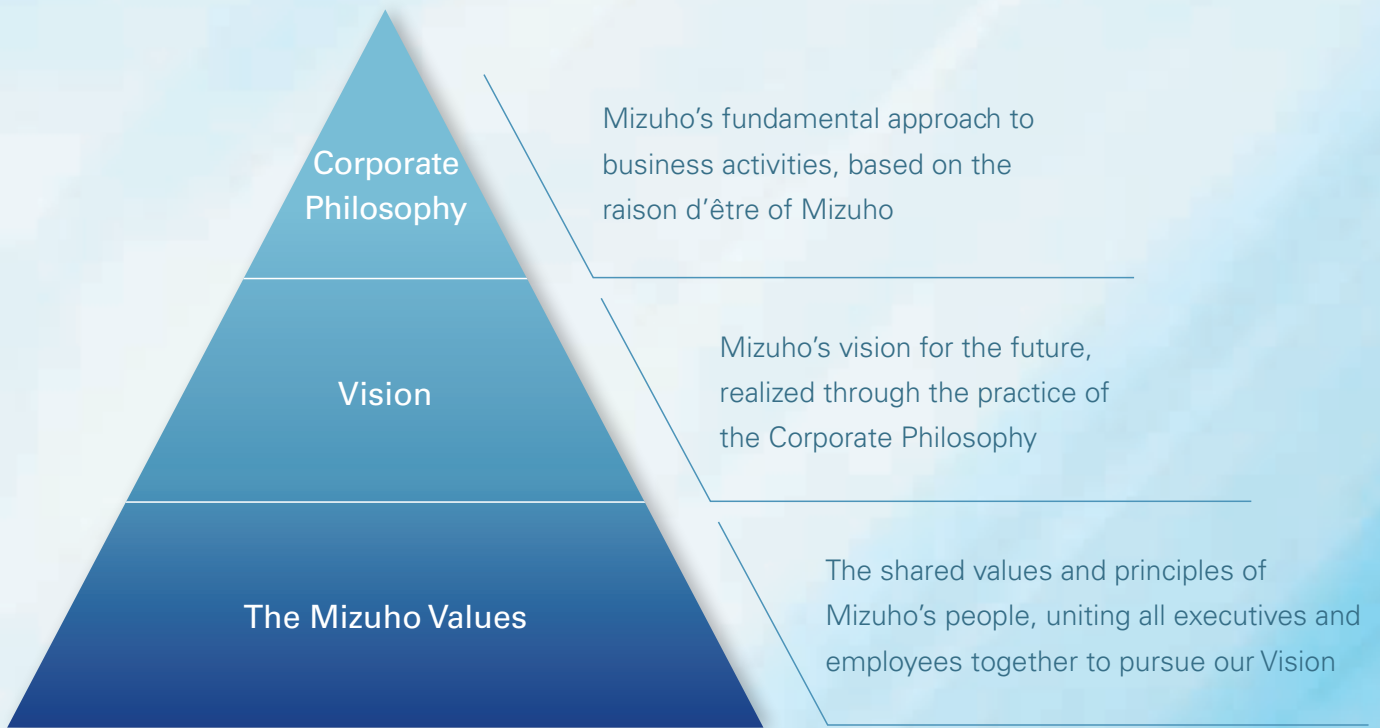 Corporate
Philosophy
Mizuho’s fundamental approach to
business activities, based on the
raison d’être of Mizuho
Vision
Mizuho’s vision for the future,
realized through the practice of
the Corporate Philosophy
The Mizuho Values
The shared values and principles of
Mizuho’s people, uniting all executives and
employees together to pursue our Vision